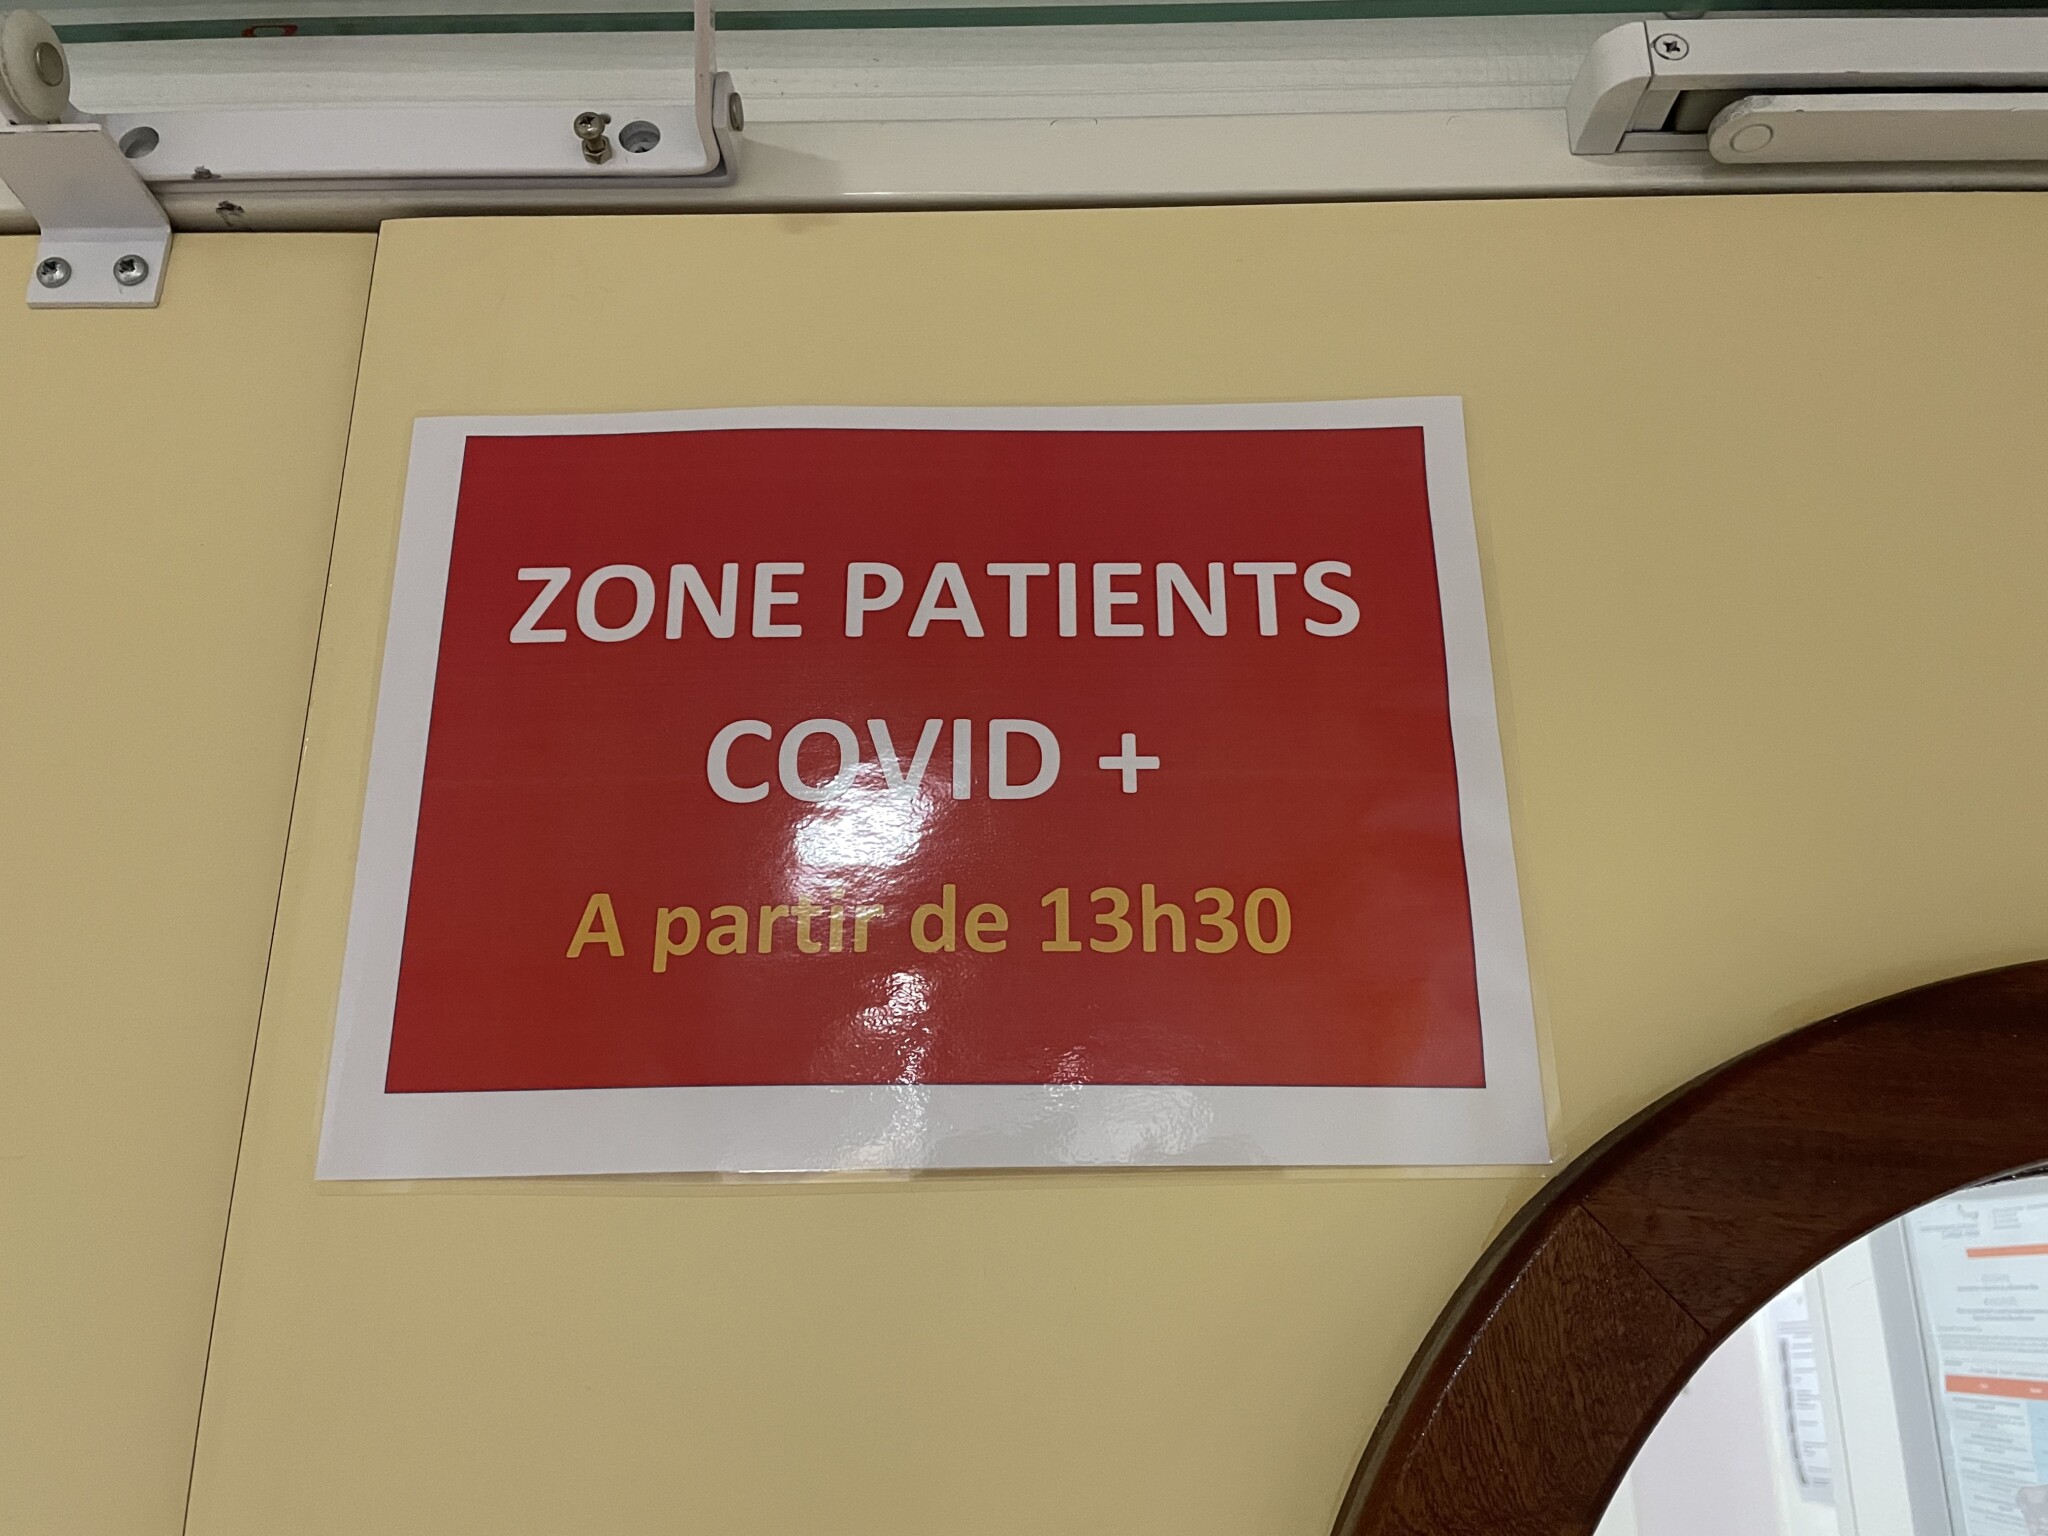 ZONE PATIENTS
COVID +
A partir de 13h30